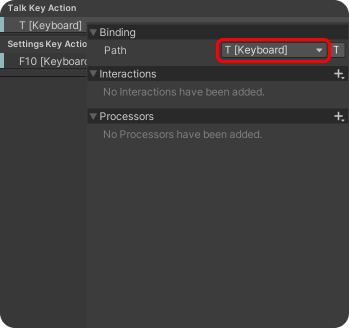 Talk Key Action
T [Keyboard]
Settings Key Actio
F10 [Keyboard
Binding
Path
T [Keyboard]
T
Interactions
No Interactions have been added.
Processors
No Processors have been added.